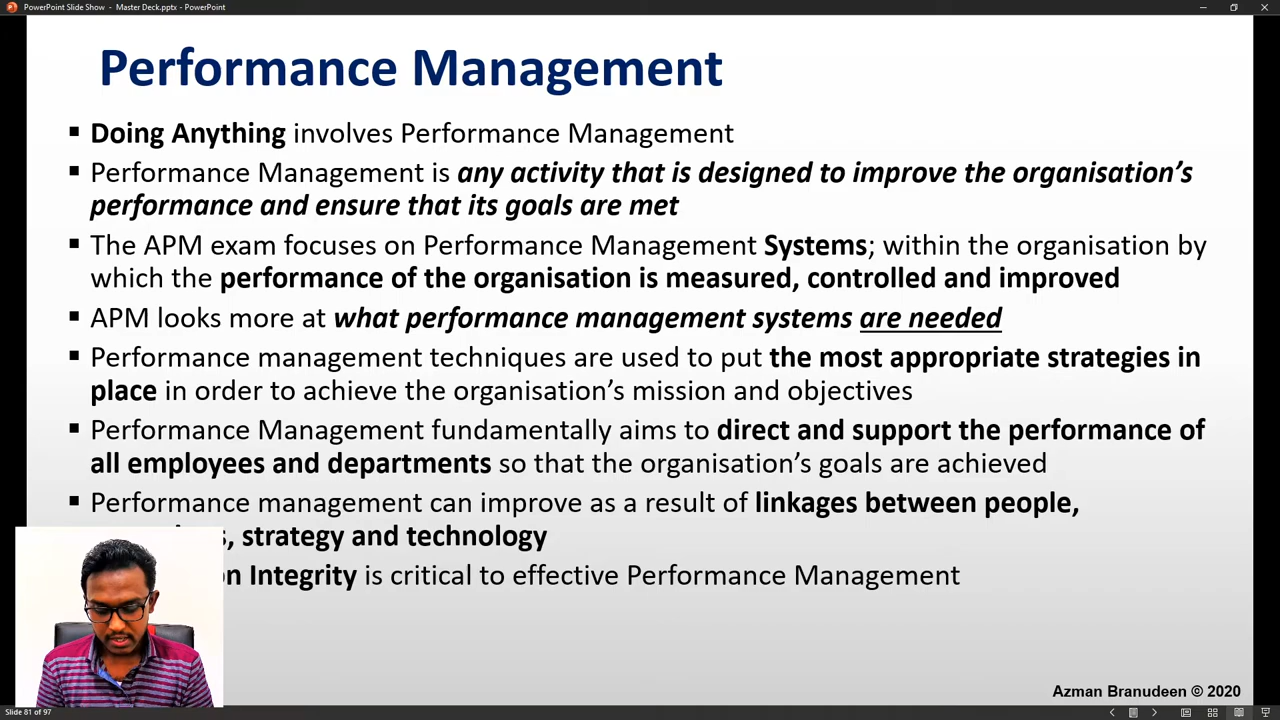 PowerPoint Slide Show - Master Deck.pptx - PowerPoint
Performance Management
▪ Doing Anything involves Performance Management
▪ Performance Management is any activity that is designed to improve the organisation's
performance and ensure that its goals are met
▪ The APM exam focuses on Performance Management Systems; within the organisation by
which the performance of the organisation is measured, controlled and improved
▪ APM looks more at what performance management systems are needed
▪ Performance management techniques are used to put the most appropriate strategies in
place in order to achieve the organisation's mission and objectives
▪ Performance Management fundamentally aims to direct and support the performance of
all employees and departments so that the organisation's goals are achieved
▪ Performance management can improve as a result of linkages between people,
strategy and technology
Integrity is critical to effective Performance Management
Azman Branudeen © 2020
Slide 81 of 97